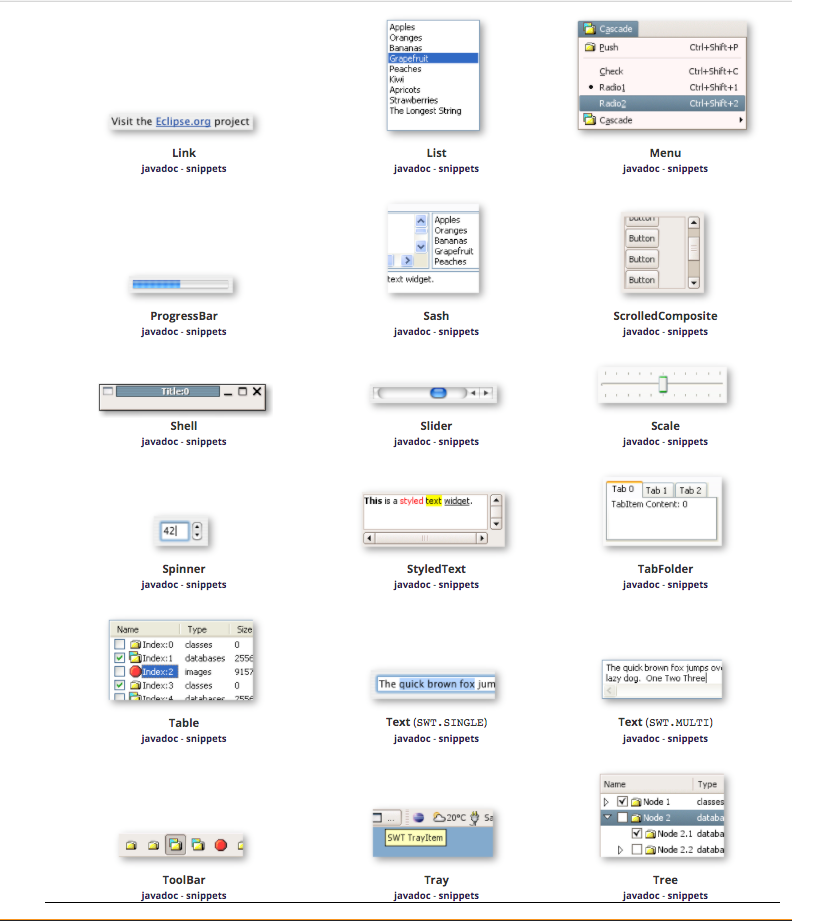 Visit the Eclipse.org project
Link
javadoc - snippets
Apples
Oranges
Bananas
Grapefruit
Peaches
Kiwi
Apricots
Strawberries
The Longest String
List
javadoc - snippets
Cascade
Push Ctrl+Shift+P
Check Ctrl+Shift+C
Radio1 Ctrl+Shift+1
Radio2 Ctrl+Shift+2
Cascade
Menu
javadoc - snippets
ProgressBar
javadoc - snippets
Apples
Oranges
Bananas
Grapefruit
Peaches
text widget.
Sash
javadoc - snippets
Button
Button
Button
Button
ScrolledComposite
javadoc - snippets
Title:0
Shell
javadoc - snippets
Slider
javadoc - snippets
Scale
javadoc - snippets
42
Spinner
javadoc - snippets
This is a styled text widget.
StyledText
javadoc - snippets
Tab 0 Tab 1 Tab 2
TabItem Content: 0
TabFolder
javadoc - snippets
Name Type Size
Index:0 classes 0
Index:1 databases 2556
Index:2 images 9157
Index:3 classes 0
Index:4 databases 2556
Table
javadoc - snippets
The quick brown fox jum
Text (SWT.SINGLE)
javadoc - snippets
The quick brown fox jumps ove
lazy dog. One Two Three
Text (SWT.MULTI)
javadoc - snippets
ToolBar
javadoc - snippets
... 20°C Sa
SWT TrayItem
Tray
javadoc - snippets
Name Type
Node 1 classes
Node 2 databa
Node 2.1 databa
Node 2.2 databa
Tree
javadoc - snippets